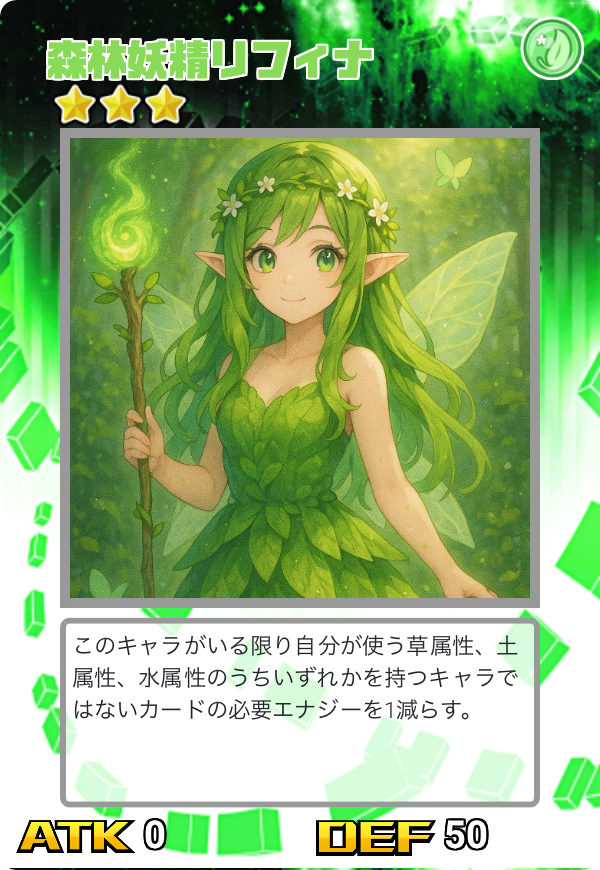 森林妖精リフィナ
このキャラがいる限り自分が使う草属性、土
属性、水属性のうちいずれかを持つキャラで
はないカードの必要エナジーを1減らす。
ATK 0 DEF 50